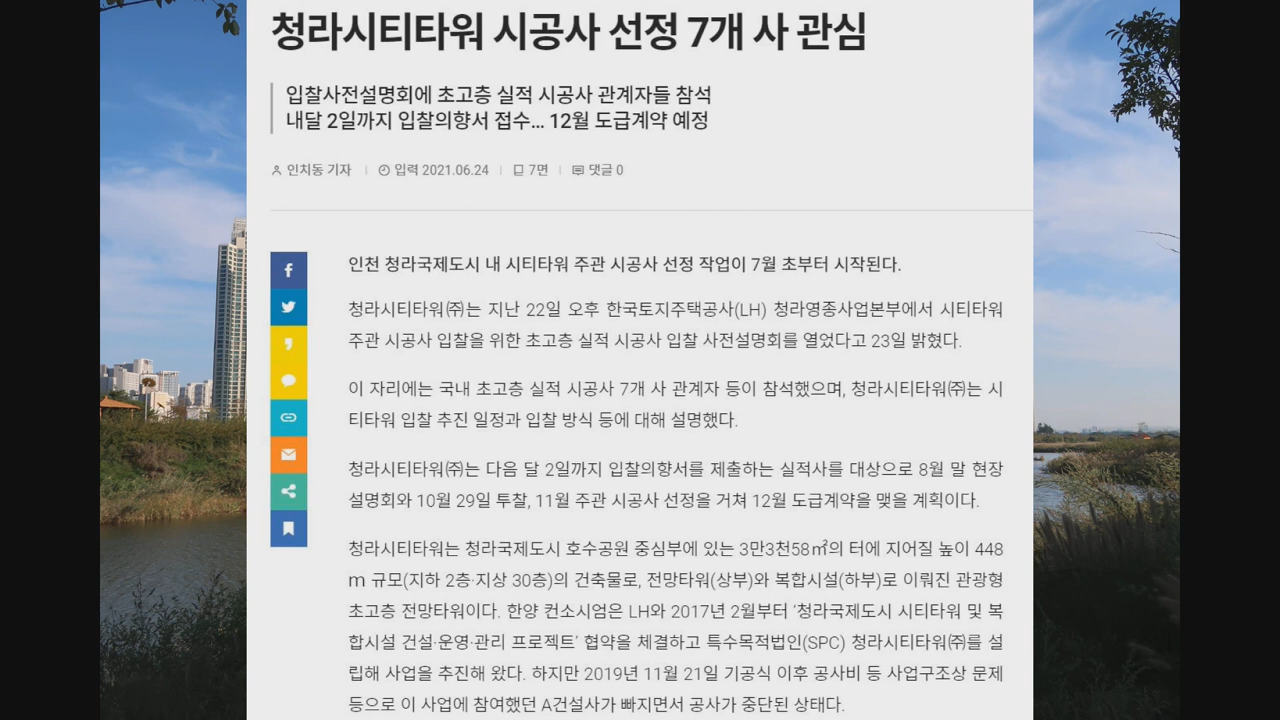 청라시티타워 시공사 선정 7개 사 관심
입찰사전설명회에 초고층 실적 시공사 관계자들 참석
내달 2일까지 입찰의향서 접수... 12월 도급계약 예정
인치동 기자 입력 2021.06.24 7면 댓글 0
인천 청라국제도시 내 시티타워 주관 시공사 선정 작업이 7월 초부터 시작된다.
청라시티타워㈜는 지난 22일 오후 한국토지주택공사(LH) 청라영종사업본부에서 시티타워
주관 시공사 입찰을 위한 초고층 실적 시공사 입찰 사전설명회를 열었다고 23일 밝혔다.
이 자리에는 국내 초고층 실적 시공사 7개 사 관계자 등이 참석했으며, 청라시티타워㈜는 시
티타워 입찰 추진 일정과 입찰 방식 등에 대해 설명했다.
청라시티타워㈜는 다음 달 2일까지 입찰의향서를 제출하는 실적사를 대상으로 8월 말 현장
설명회와 10월 29일 투찰, 11월 주관 시공사 선정을 거쳐 12월 도급계약을 맺을 계획이다.
청라시티타워는 청라국제도시 호수공원 중심부에 있는 3만3천58㎡의 터에 지어질 높이 448
m 규모(지하 2층·지상 30층)의 건축물로, 전망타워(상부)와 복합시설(하부)로 이뤄진 관광형
초고층 전망타워이다. 한양 컨소시엄은 LH와 2017년 2월부터 ‘청라국제도시 시티타워 및 복
합시설 건설·운영·관리 프로젝트’ 협약을 체결하고 특수목적법인(SPC) 청라시티타워㈜를 설
립해 사업을 추진해 왔다. 하지만 2019년 11월 21일 기공식 이후 공사비 등 사업구조상 문제
등으로 이 사업에 참여했던 A건설사가 빠지면서 공사가 중단된 상태다.